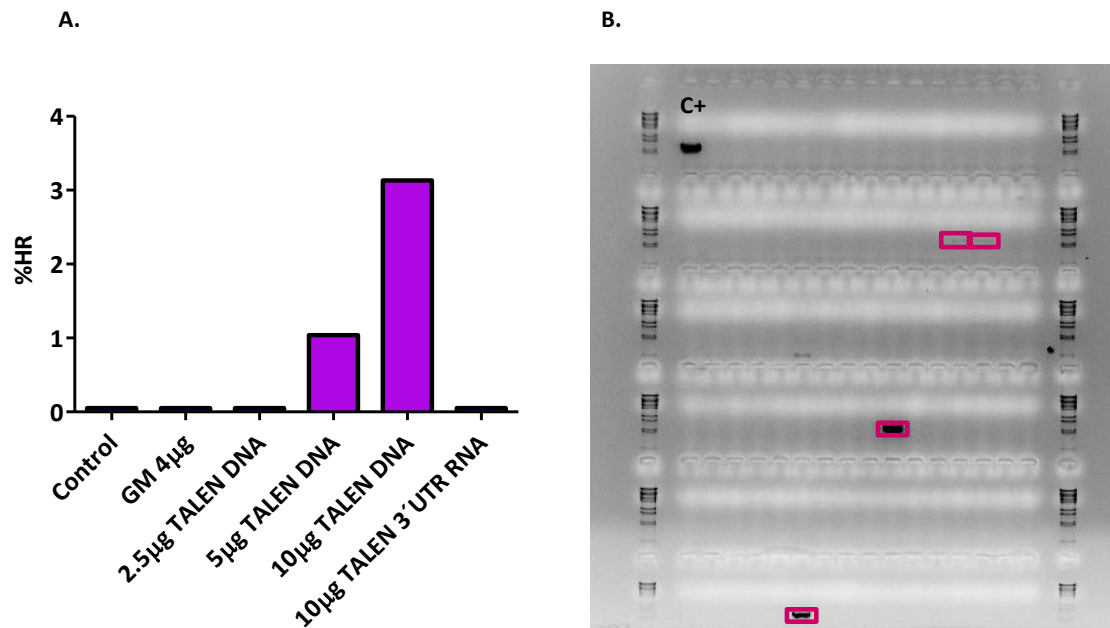 A.
B.
4
3
2
1
0
%HR
Control
GM 4µg
2.5µg TALEN DNA
5µg TALEN DNA
10µg TALEN DNA
10µg TALEN 3´UTR RNA
C+